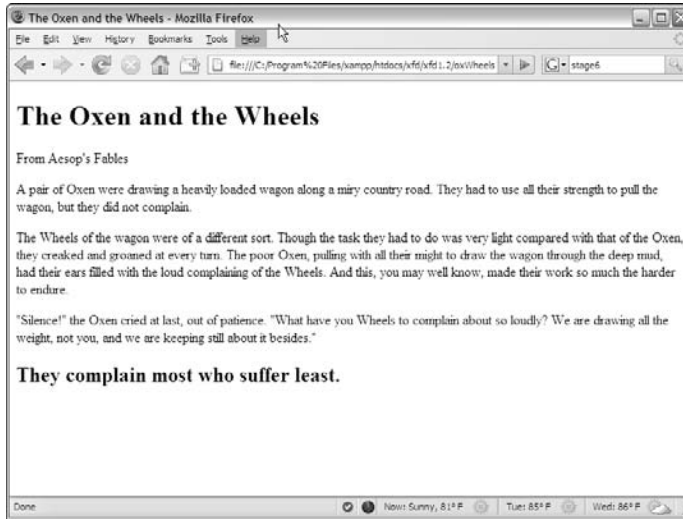 The Oxen and the Wheels - Mozilla Firefox
File Edit View History Bookmarks Tools Help
file:///C:/Program%20Files/xampp/htdocs/xfd/xfd1.2/oxWheels G stage6
The Oxen and the Wheels
From Aesop's Fables
A pair of Oxen were drawing a heavily loaded wagon along a miry country road. They had to use all their strength to pull the
wagon, but they did not complain.
The Wheels of the wagon were of a different sort. Though the task they had to do was very light compared with that of the Oxen,
they creaked and groaned at every turn. The poor Oxen, pulling with all their might to draw the wagon through the deep mud,
had their ears filled with the loud complaining of the Wheels. And this, you may well know, made their work so much the harder
to endure.
"Silence!" the Oxen cried at last, out of patience. "What have you Wheels to complain about so loudly? We are drawing all the
weight, not you, and we are keeping still about it besides."
They complain most who suffer least.
Done Now: Sunny, 81° F Tue: 85° F Wed: 86° F